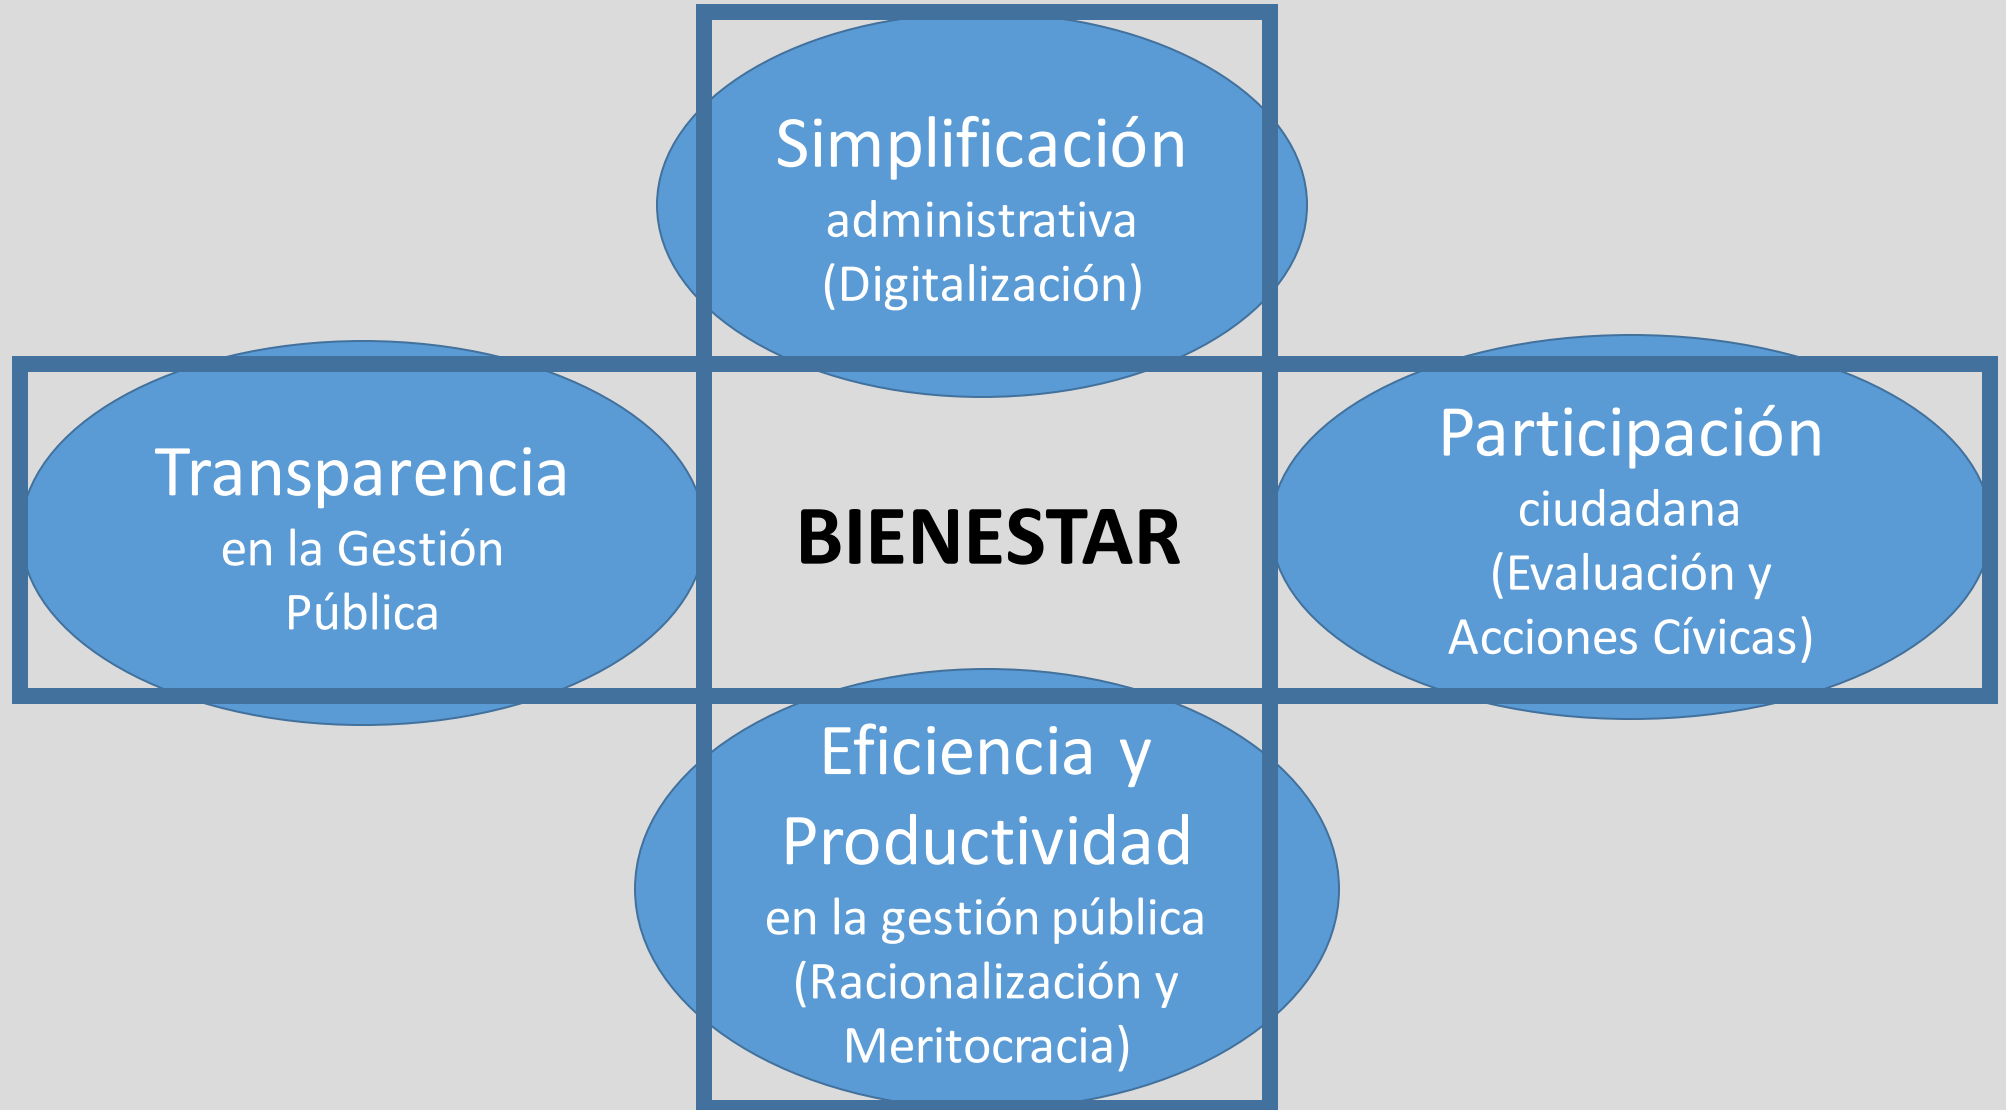 Simplificación
administrativa
(Digitalización)
Transparencia
en la Gestión
Pública
BIENESTAR
Participación
ciudadana
(Evaluación y
Acciones Cívicas)
Eficiencia y
Productividad
en la gestión pública
(Racionalización y
Meritocracia)